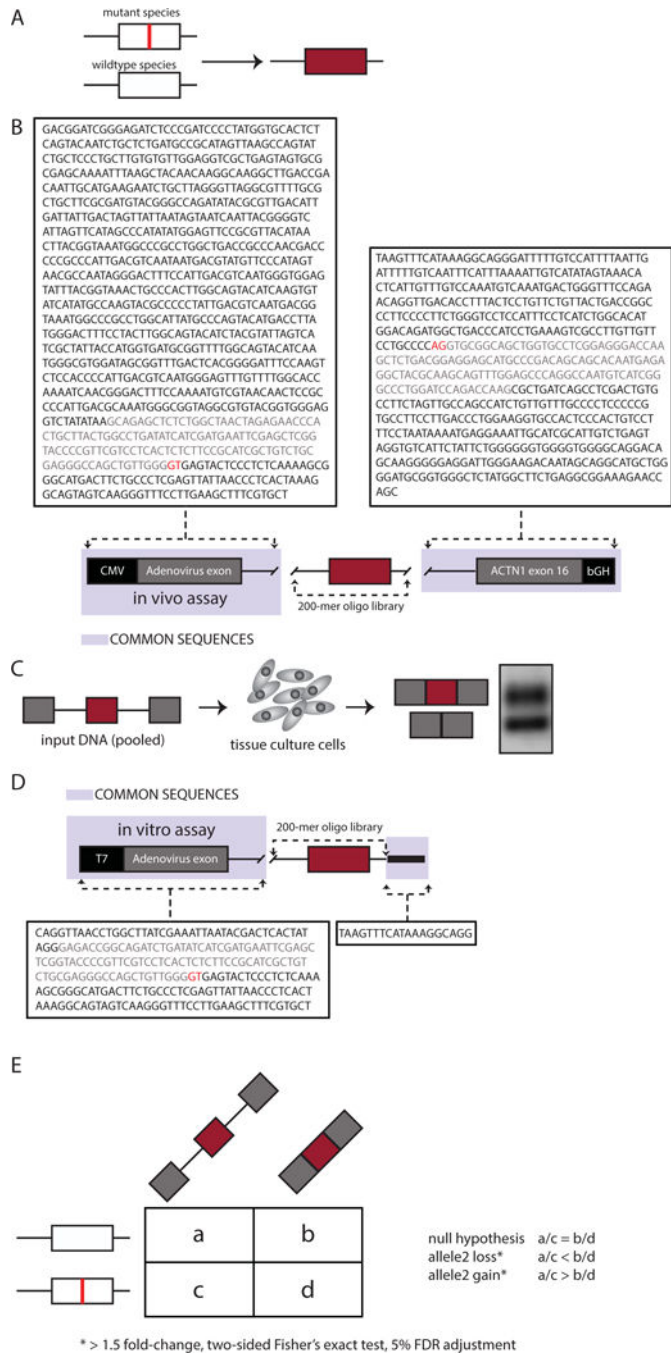 A
mutant species
wildtype species
B
GACGGATCGGGAGATCTCCCGATCCCCTATGGTGCACTCT
CAGTACAATCTGCTCTGATGCCGCATAGTTAAGCCAGTAT
CTGCTCCCTGCTTGTGTGTTGGAGGTCGCTGAGTAGTGCG
CGAGCAAAATTTAAGCTACAACAAGGCAAGGCTTGACCGA
CAATTGCATGAAGAATCTGCTTAGGGTTAGGCGTTTTGCG
CTGCTTCGCGATGTACGGGCCAGATATACGCGTTGACATT
GATTATTGACTAGTTATTAATAGTAATCAATTACGGGGTC
ATTAGTTCATAGCCCATATATGGAGTTCCGCGTTACATAA
CTTACGGTAAATGGCCCGCCTGGCTGACCGCCCAACGACC
CCCGCCCATTGACGTCAATAATGACGTATGTTCCCATAGT
AACGCCAATAGGGACTTTCCATTGACGTCAATGGGTGGAG
TATTTACGGTAAACTGCCCACTTGGCAGTACATCAAGTGT
ATCATATGCCAAGTACGCCCCCTATTGACGTCAATGACGG
TAAATGGCCCGCCTGGCATTATGCCCAGTACATGACCTTA
TGGGACTTTCCTACTTGGCAGTACATCTACGTATTAGTCA
TCGCTATTACCATGGTGATGCGGTTTTGGCAGTACATCAA
TGGGCGTGGATAGCGGTTTGACTCACGGGGATTTCCAAGT
CTCCACCCCATTGACGTCAATGGGAGTTTGTTTTGGCACC
AAAATCAACGGGACTTTCCAAAATGTCGTAACAACTCCGC
CCCATTGACGCAAATGGGCGGTAGGCGTGTACGGTGGGAG
GTCTATATAAGCAGAGCTCTCTGGCTAACTAGAGAACCCA
CTGCTTACTGGCCTGATATCATCGATGAATTCGAGCTCGG
TACCCCGTTCGTCCTCACTCTCTTCCGCATCGCTGTCTGC
GAGGGCCAGCTGTTGGGGTGAGTACTCCCTCTCAAAAGCG
GGCATGACTTCTGCCCTCGAGTTATTAACCCTCACTAAAG
GCAGTAGTCAAGGGTTTCCTTGAAGCTTTCGTGCT
TAAGTTTCATAAAGGCAGGGATTTTTGTCCATTTTAATTG
ATTTTTGTCAATTTCATTTAAAATTGTCATATAGTAAACA
CTCATTGTTTGTCCAAATGTCAAATGACTGGGTTTCCAGA
ACAGGTTGACACCTTTACTCCTGTTCTGTTACTGACCGGC
CCTTCCCCTTCTGGGTCCTCCATTTCCTCATCTGGCACAT
GGACAGATGGCTGACCCATCCTGAAAGTCGCCTTGTTGTT
CCTGCCCCAGGTGCGGCAGCTGGTGCCTCGGAGGGACCAA
GCTCTGACGGAGGAGCATGCCCGACAGCAGCACAATGAGA
GGCTACGCAAGCAGTTTGGAGCCCAGGCCAATGTCATCGG
GCCCTGGATCCAGACCAAGCGCTGATCAGCCTCGACTGTG
CCTTCTAGTTGCCAGCCATCTGTTGTTTGCCCCTCCCCCG
TGCCTTCCTTGACCCTGGAAGGTGCCACTCCCACTGTCCT
TTCCTAATAAAATGAGGAAATTGCATCGCATTGTCTGAGT
AGGTGTCATTCTATTCTGGGGGGTGGGGTGGGGCAGGACA
GCAAGGGGGAGGATTGGGAAGACAATAGCAGGCATGCTGG
GGATGCGGTGGGCTCTATGGCTTCTGAGGCGGAAAGAACC
AGC
CMV Adenovirus exon
ACTN1 exon 16 bGH
in vivo assay
200-mer oligo library
COMMON SEQUENCES
C
input DNA (pooled)
tissue culture cells
D
COMMON SEQUENCES
in vitro assay
200-mer oligo library
T7 Adenovirus exon
CAGGTTAACCTGGCTTATCGAAATTAATACGACTCACTAT
AGGGAGACCGGCAGATCTGATATCATCGATGAATTCGAGC
TCGGTACCCCGTTCGTCCTCACTCTCTTCCGCATCGCTGT
CTGCGAGGGCCAGCTGTTGGGGTGAGTACTCCCTCTCAAA
AGCGGGCATGACTTCTGCCCTCGAGTTATTAACCCTCACT
AAAGGCAGTAGTCAAGGGTTTCCTTGAAGCTTTCGTGCT
TAAGTTTCATAAAGGCAGG
E
a b
c d
null hypothesis a/c = b/d
allele2 loss* a/c < b/d
allele2 gain* a/c > b/d
* > 1.5 fold-change, two-sided Fisher's exact test, 5% FDR adjustment